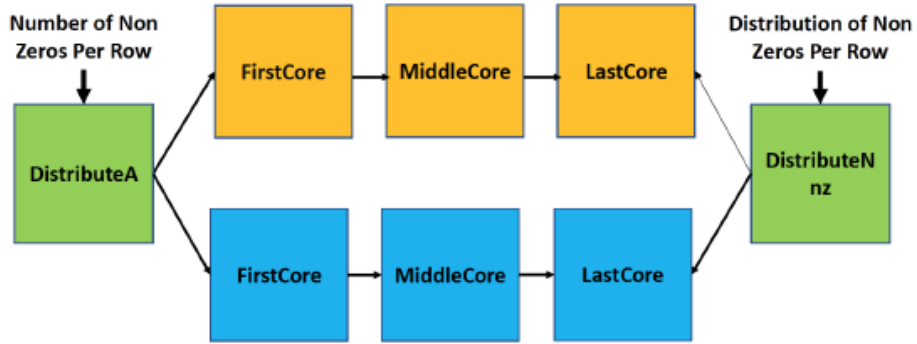 Number of Non
Zeros Per Row
Distribution of Non
Zeros Per Row
FirstCore
MiddleCore
LastCore
DistributeA
DistributeN
nz
FirstCore
MiddleCore
LastCore